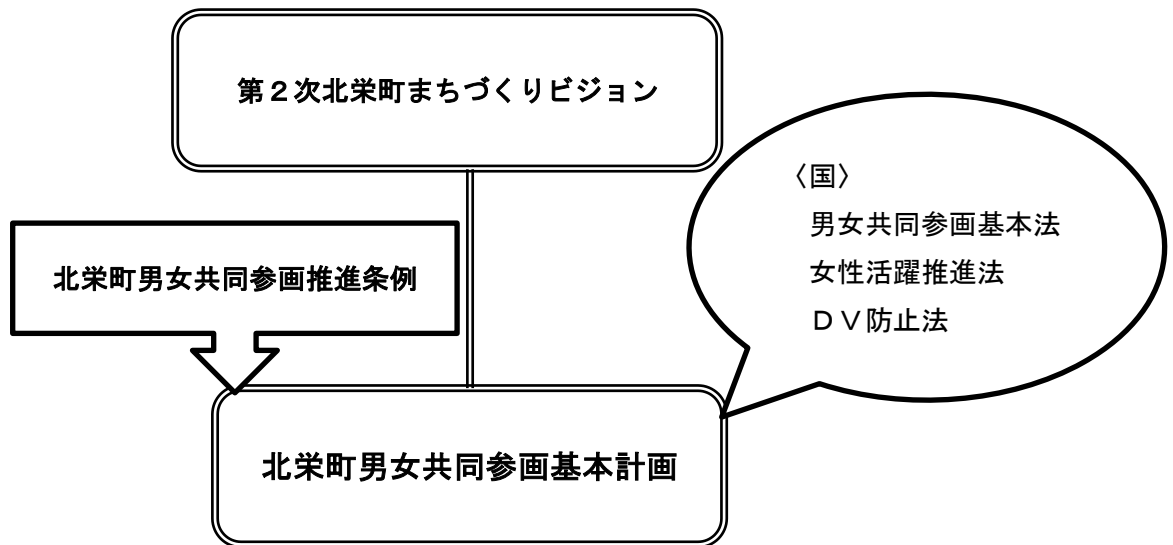 第２次北栄町まちづくりビジョン
〈国〉
男女共同参画基本法
女性活躍推進法
ＤＶ防止法
北栄町男女共同参画推進条例
北栄町男女共同参画基本計画